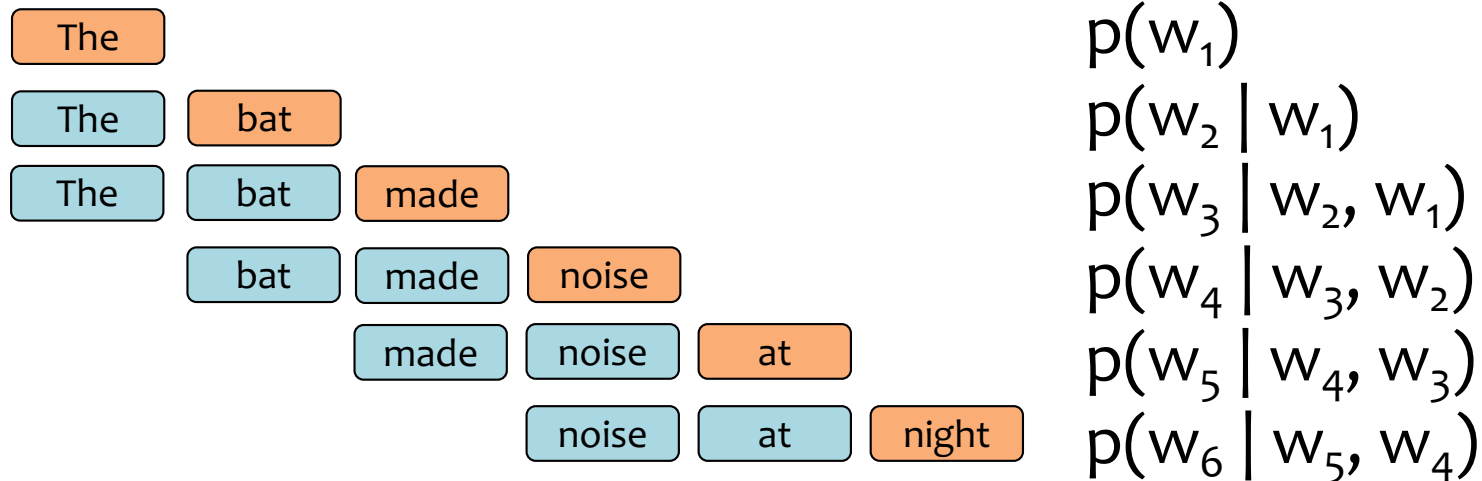 The p(w₁)
The bat p(w₂ | w₁)
The bat made p(w₃ | w₂, w₁)
bat made noise p(w₄ | w₃, w₂)
made noise at p(w₅ | w₄, w₃)
noise at night p(w₆ | w₅, w₄)